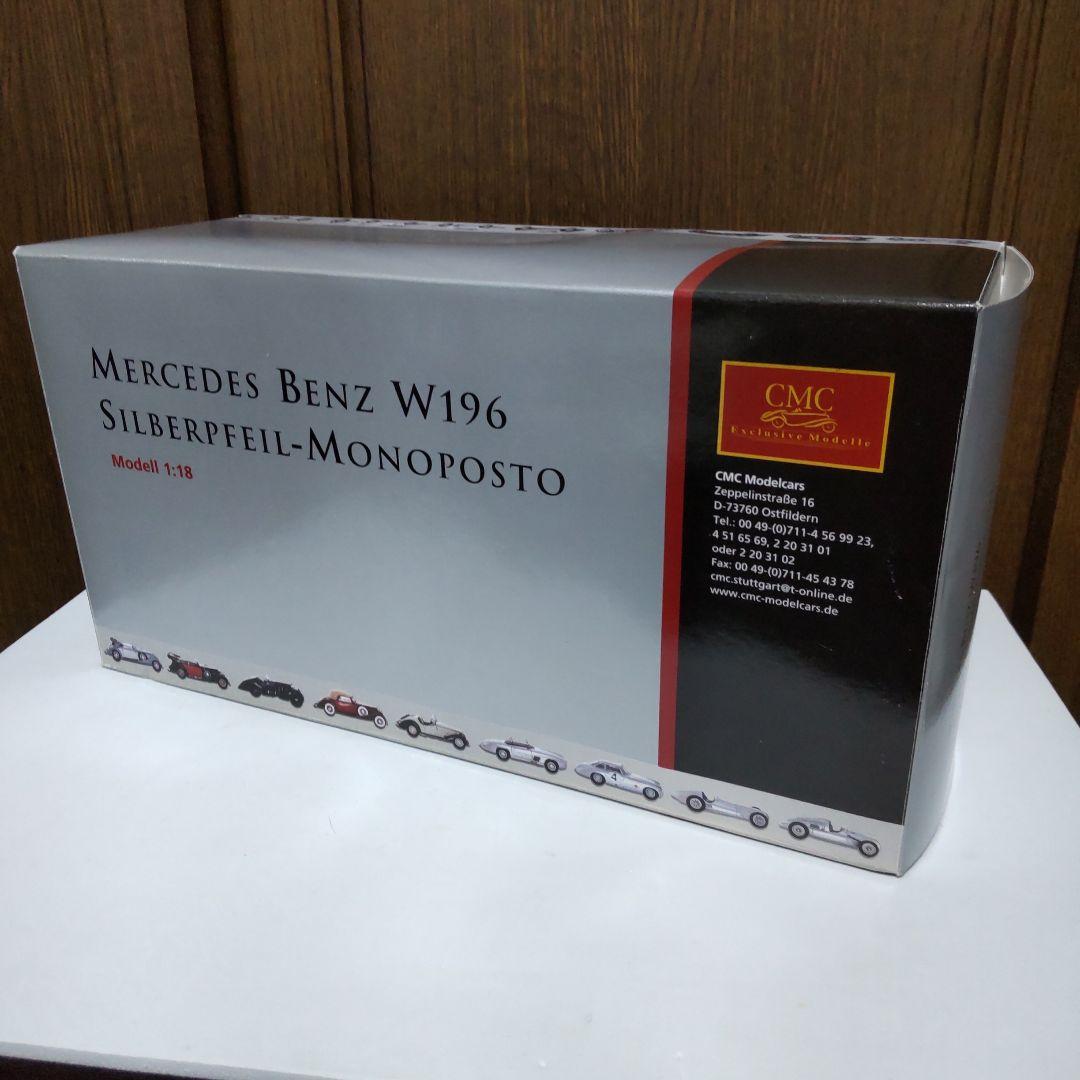 MERCEDES BENZ W196
SILBERPFEIL-MONOPOSTO
Modell 1:18
CMC
Exclusive Modelle
CMC Modelcars
Zeppelinstraße 16
D-73760 Ostfildern
Tel.: 00 49-(0)711-4 56 99 23,
4 51 65 69, 2 20 31 01
oder 2 20 31 02
Fax: 00 49-(0)711-45 43 78
cmc.stuttgart@t-online.de
www.cmc-modelcars.de
4